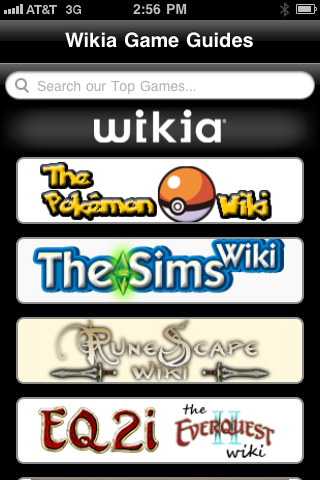 AT&T 3G 2:56 PM
Wikia Game Guides
Search our Top Games...
wikia
The
Pokémon Wiki
The Sims Wiki
RuneScape
wiki
EQ2i the
EverQuest II
wiki